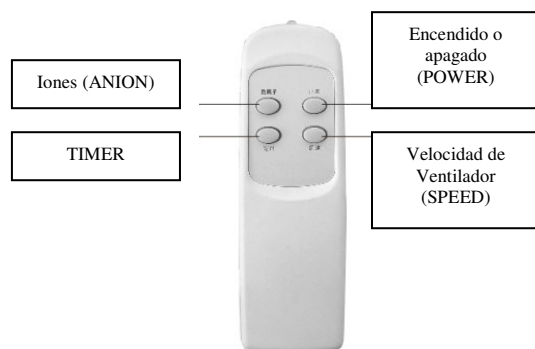 Encendido o
apagado
(POWER)
Iones (ANION)
TIMER
Velocidad de
Ventilador
(SPEED)